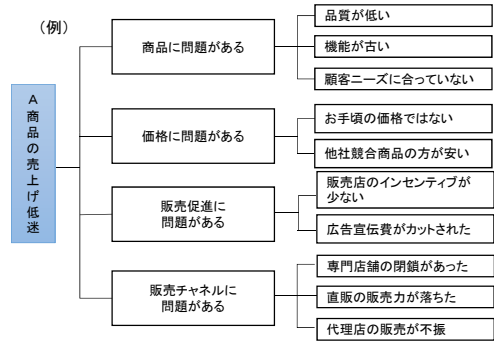 （例）
A商品の売上げ低迷
商品に問題がある
品質が低い
機能が古い
顧客ニーズに合っていない
価格に問題がある
お手頃の価格ではない
他社競合商品の方が安い
販売促進に
問題がある
販売店のインセンティブが
少ない
広告宣伝費がカットされた
販売チャネルに
問題がある
専門店舗の閉鎖があった
直販の販売力が落ちた
代理店の販売が不振